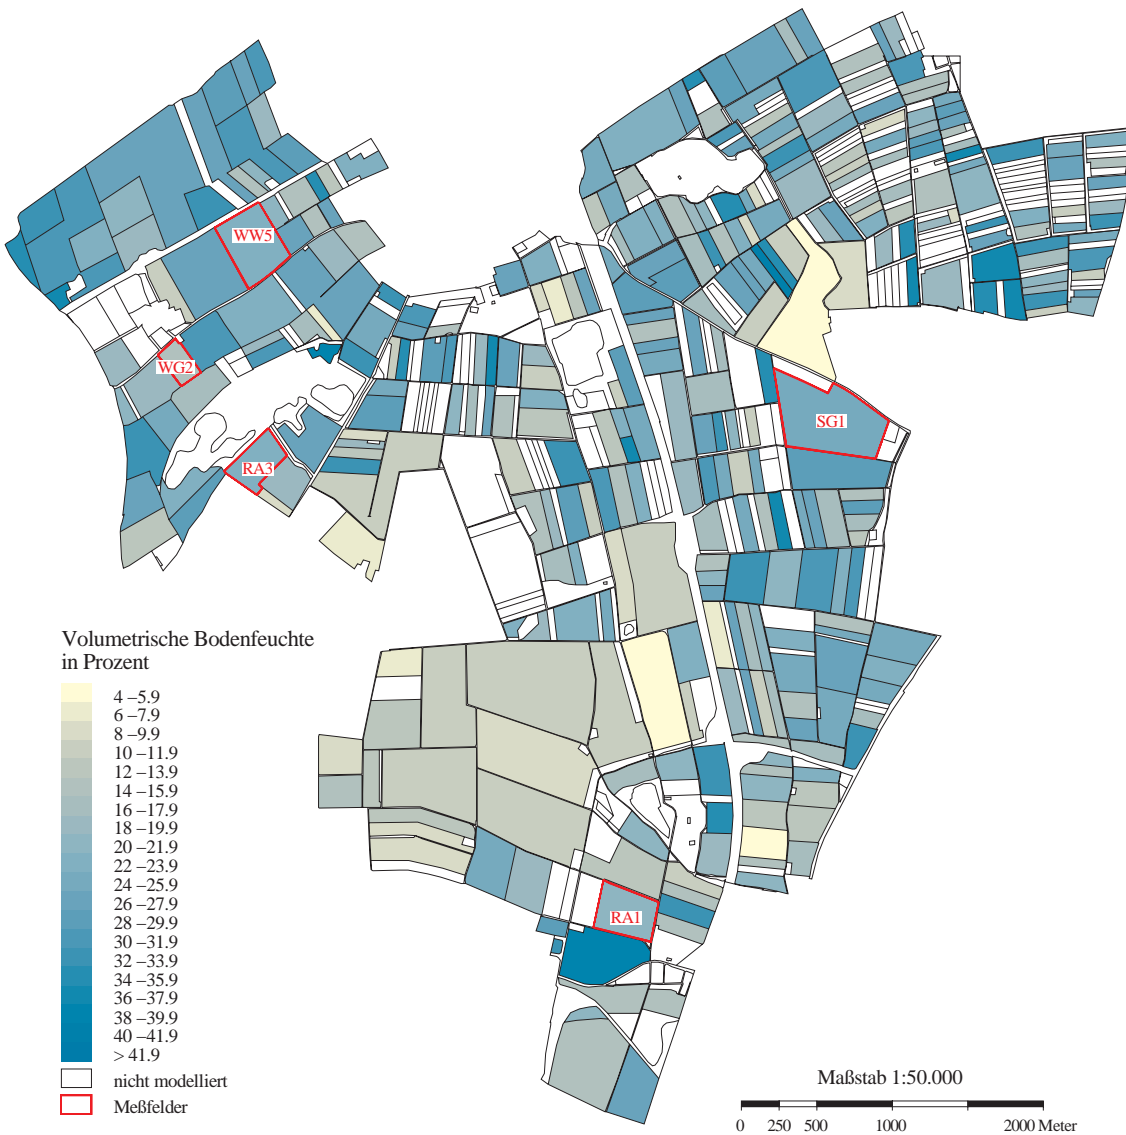 WW5
WG2
SG1
RA3
Volumetrische Bodenfeuchte
in Prozent
4 –5.9
6 –7.9
8 –9.9
10 –11.9
12 –13.9
14 –15.9
16 –17.9
18 –19.9
20 –21.9
22 –23.9
24 –25.9
26 –27.9
28 –29.9
30 –31.9
32 –33.9
34 –35.9
36 –37.9
38 –39.9
40 –41.9
> 41.9
nicht modelliert
Meßfelder
RA1
Maßstab 1:50.000
0 250 500 1000 2000 Meter